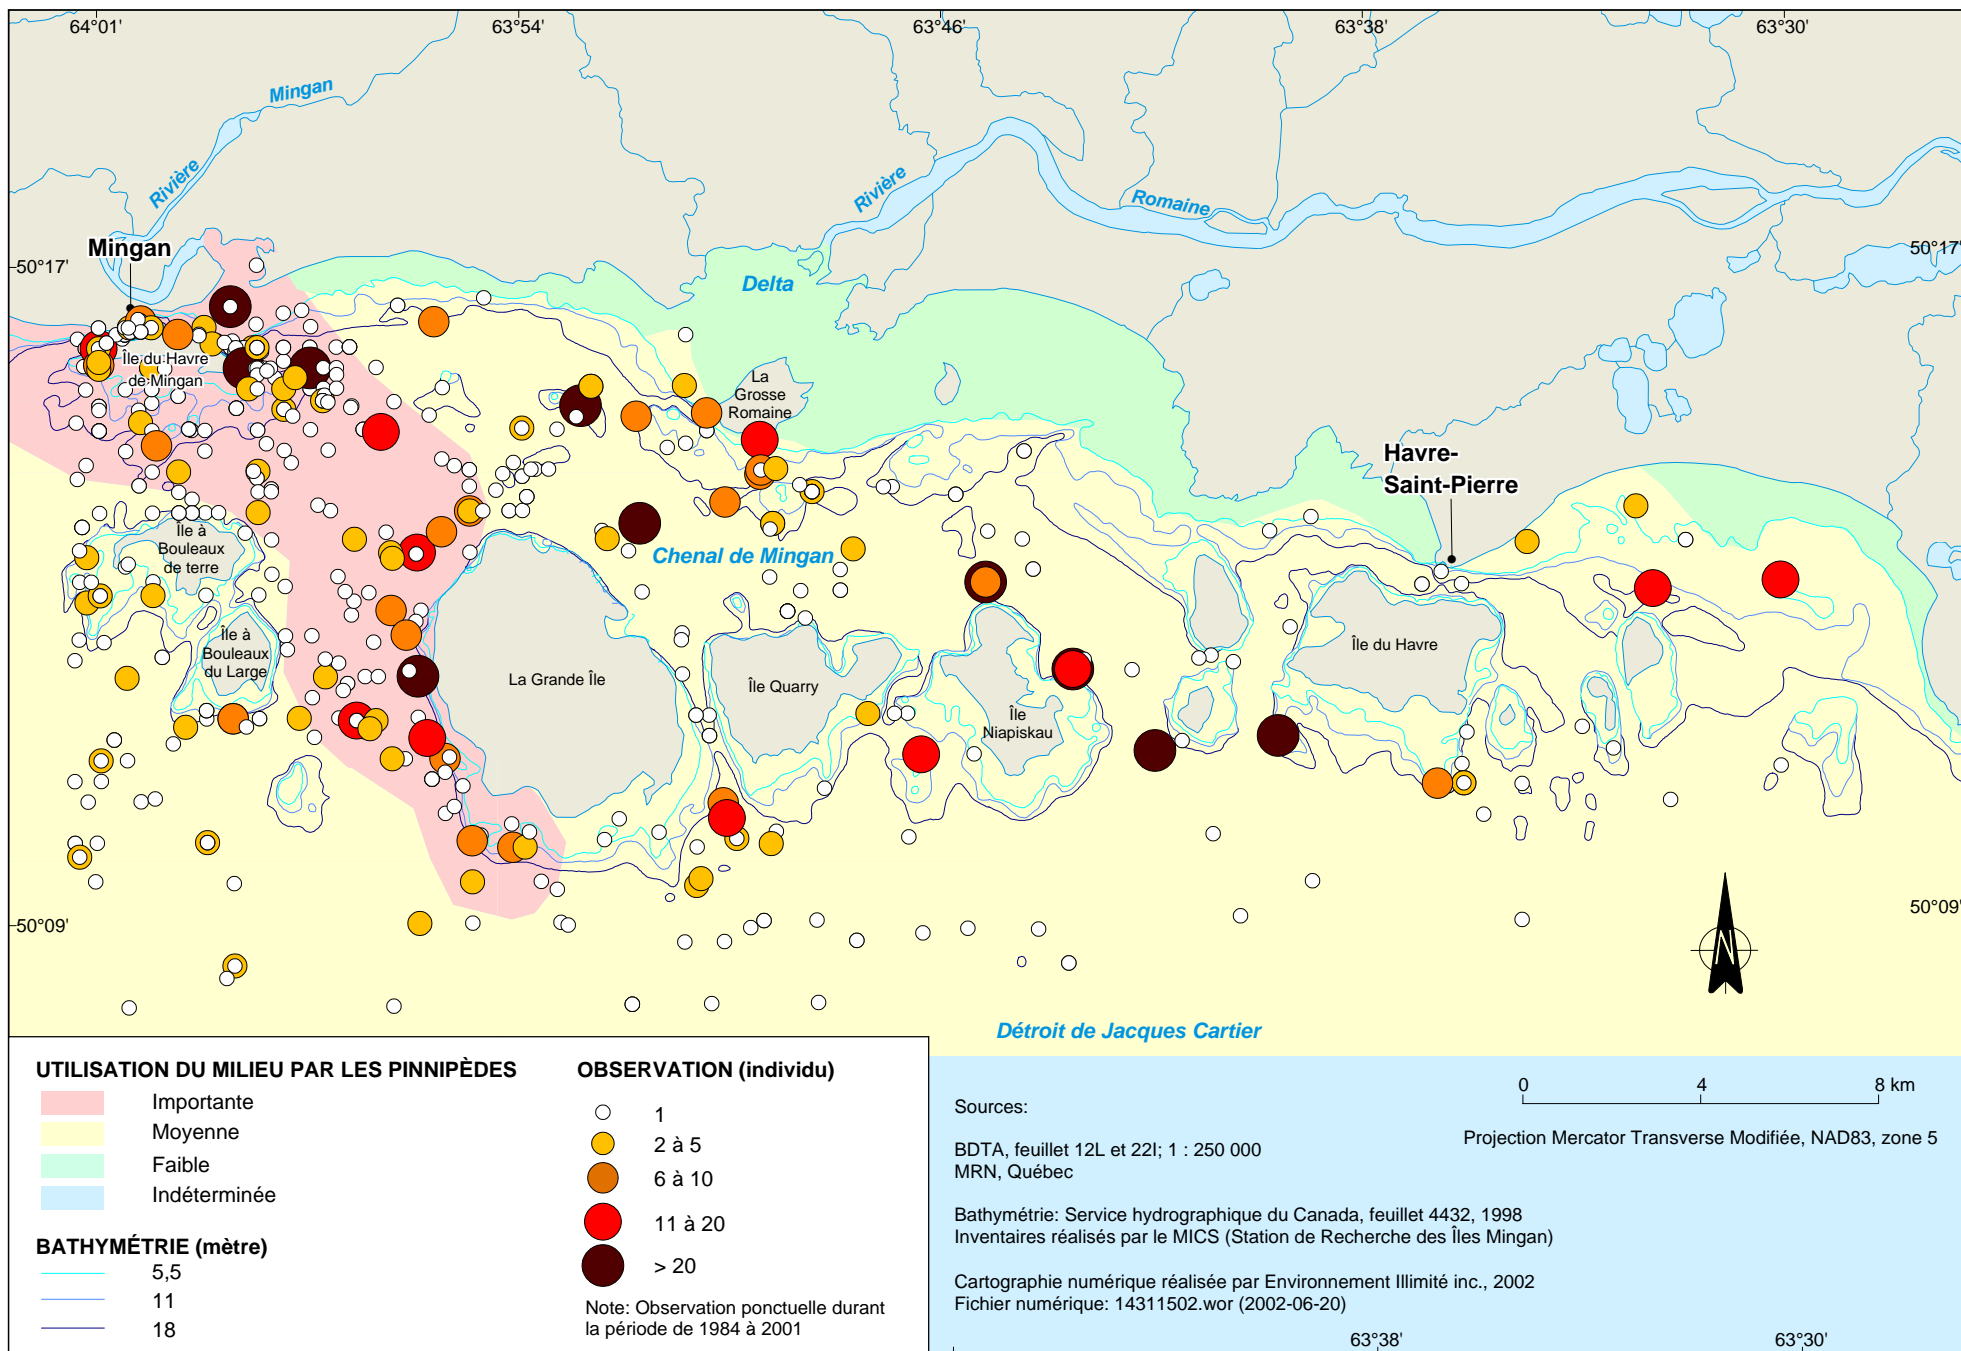 64°01'
63°54'
63°46'
63°38'
63°30'
Mingan
Rivière
Rivière
Romaine
Mingan
50°17'
50°17'
Delta
Île du Havre
de Mingan
La
Grosse
Romaine
Havre-
Saint-Pierre
Île à
Bouleaux
de terre
Chenal de Mingan
Île à
Bouleaux
du Large
La Grande Île
Île Quarry
Île
Niapiskau
Île du Havre
50°09'
50°09'
N
Détroit de Jacques Cartier
UTILISATION DU MILIEU PAR LES PINNIPÈDES
Importante
Moyenne
Faible
Indéterminée
BATHYMÉTRIE (mètre)
5,5
11
18
OBSERVATION (individu)
1
2 à 5
6 à 10
11 à 20
> 20
Note: Observation ponctuelle durant
la période de 1984 à 2001
0 4 8 km
Projection Mercator Transverse Modifiée, NAD83, zone 5
Sources:
BDTA, feuillet 12L et 22I; 1 : 250 000
MRN, Québec
Bathymétrie: Service hydrographique du Canada, feuillet 4432, 1998
Inventaires réalisés par le MICS (Station de Recherche des Îles Mingan)
Cartographie numérique réalisée par Environnement Illimité inc., 2002
Fichier numérique: 14311502.wor (2002-06-20)
63°38'
63°30'